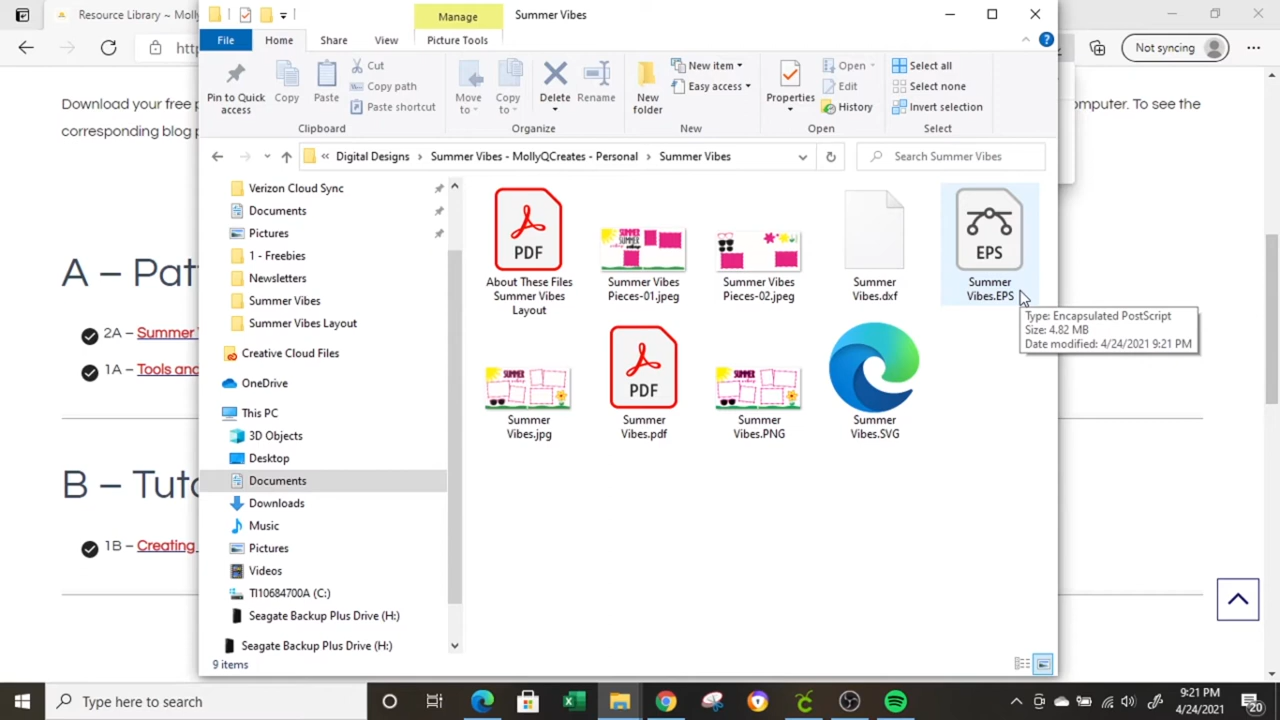 Resource Library ~ Molly
Manage
Summer Vibes
File
Home
Share
View
Picture Tools
http
Not syncing
Pin to Quick
access
Copy
Paste
Cut
Copy path
Paste shortcut
Clipboard
Move
to
Copy
to
Delete
Rename
Organize
New
folder
New item
Easy access
New
Properties
Open
Edit
History
Open
Select all
Select none
Invert selection
Select
Download your free p
omputer. To see the
corresponding blog p
« Digital Designs > Summer Vibes - MollyQCreates - Personal > Summer Vibes
Search Summer Vibes
Verizon Cloud Sync
Documents
Pictures
1 - Freebies
Newsletters
Summer Vibes
Summer Vibes Layout
Creative Cloud Files
OneDrive
This PC
3D Objects
Desktop
Documents
Downloads
Music
Pictures
Videos
TI10684700A (C:)
Seagate Backup Plus Drive (H:)
Seagate Backup Plus Drive (H:)
9 items
PDF
About These Files
Summer Vibes
Layout
SUMMER
SUMMER
Summer Vibes
Pieces-01.jpeg
Summer Vibes
Pieces-02.jpeg
Summer
Vibes.dxf
EPS
Summer
Vibes.EPS
Type: Encapsulated PostScript
Size: 4.82 MB
Date modified: 4/24/2021 9:21 PM
SUMMER
Summer
Vibes.jpg
PDF
Summer
Vibes.pdf
SUMMER
Summer
Vibes.PNG
Summer
Vibes.SVG
A – Patt
2A – Summer
1A – Tools and
B – Tuto
1B – Creating
Type here to search
9:21 PM
4/24/2021
20